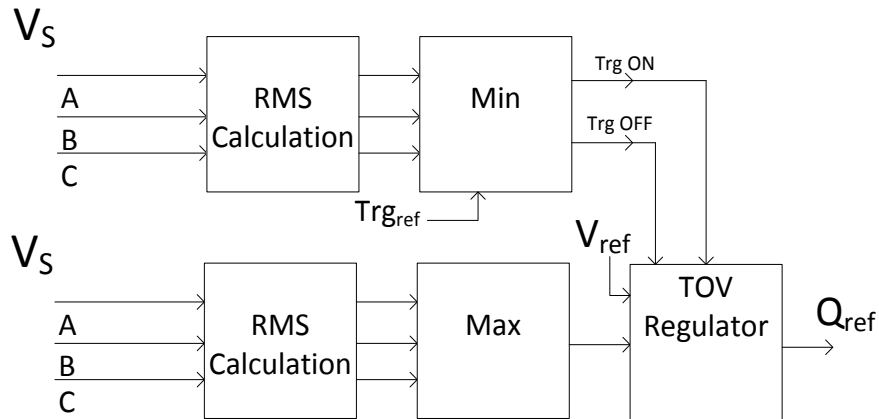 V_S
A
B
C
RMS
Calculation
Min
Trg ON
Trg OFF
Trg_ref
V_S
A
B
C
RMS
Calculation
Max
V_ref
TOV
Regulator
Q_ref